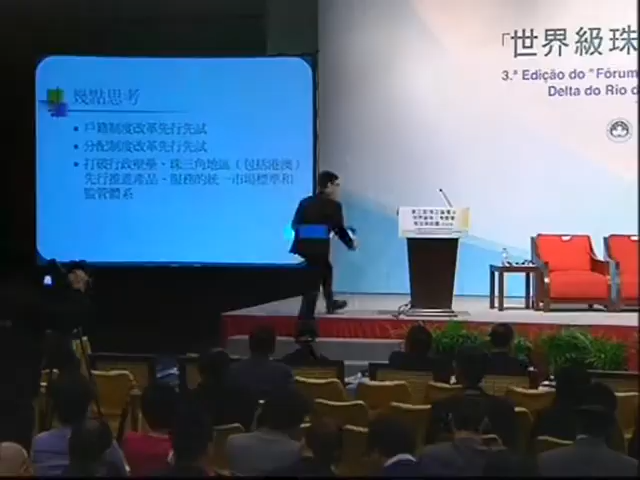 幾點思考
戶籍制度改革先行先試
分配制度改革先行先試
打破行政壁壘、珠三角地區（包括港澳）
先行推進產品、服務的統一市場標準和
監管體系
「世界級珠
3.ª Edição do "Fórum
Delta do Rio d